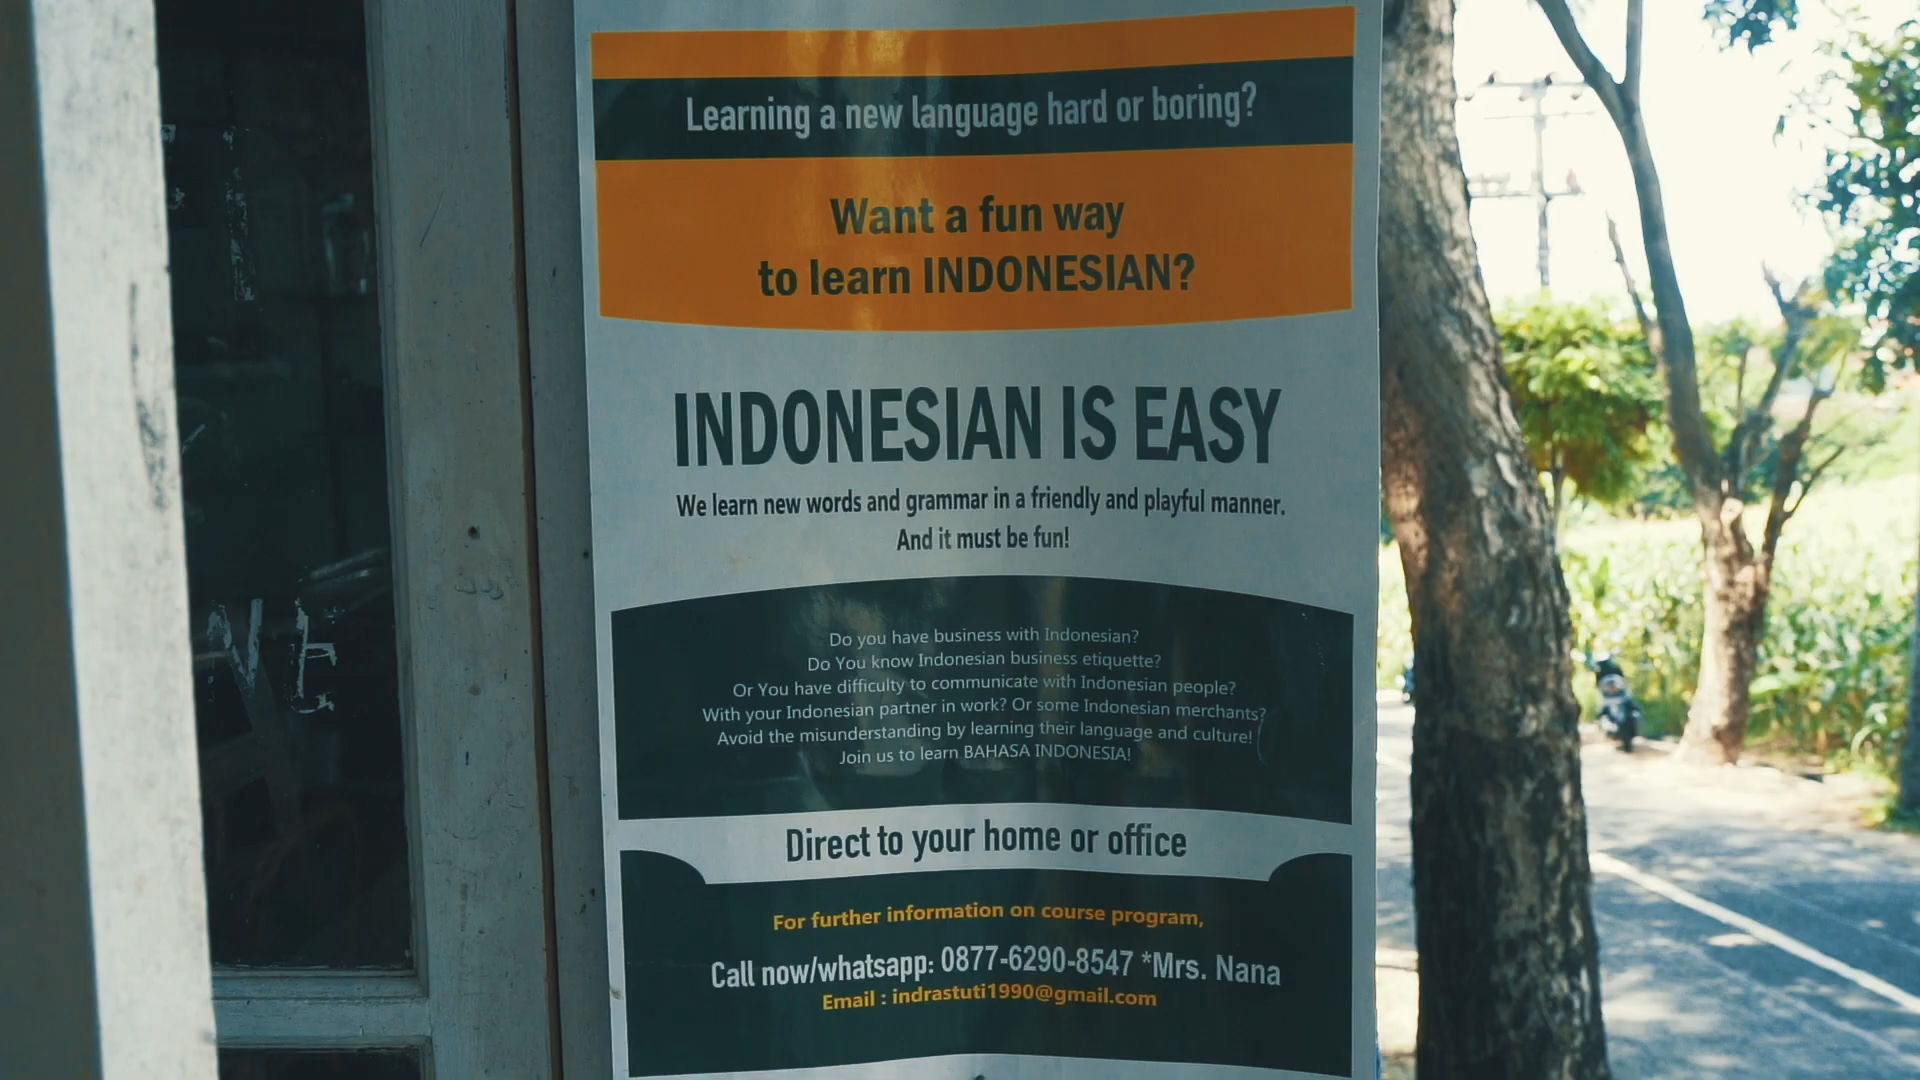 Learning a new language hard or boring?
Want a fun way
to learn INDONESIAN?
INDONESIAN IS EASY
We learn new words and grammar in a friendly and playful manner.
And it must be fun!
Do you have business with Indonesian?
Do You know Indonesian business etiquette?
Or You have difficulty to communicate with Indonesian people?
With your Indonesian partner in work? Or some Indonesian merchants?
Avoid the misunderstanding by learning their language and culture!
Join us to learn BAHASA INDONESIA!
Direct to your home or office
For further information on course program,
Call now/whatsapp: 0877-6290-8547 *Mrs. Nana
Email : indrastuti1990@gmail.com